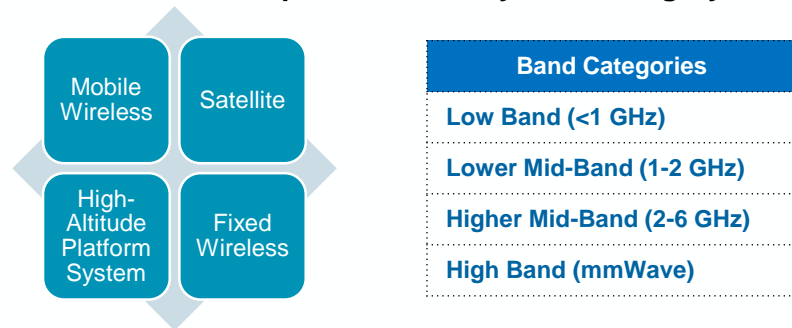 Mobile
Wireless
Satellite
High-
Altitude
Platform
System
Fixed
Wireless
Band Categories
Low Band (<1 GHz)
Lower Mid-Band (1-2 GHz)
Higher Mid-Band (2-6 GHz)
High Band (mmWave)